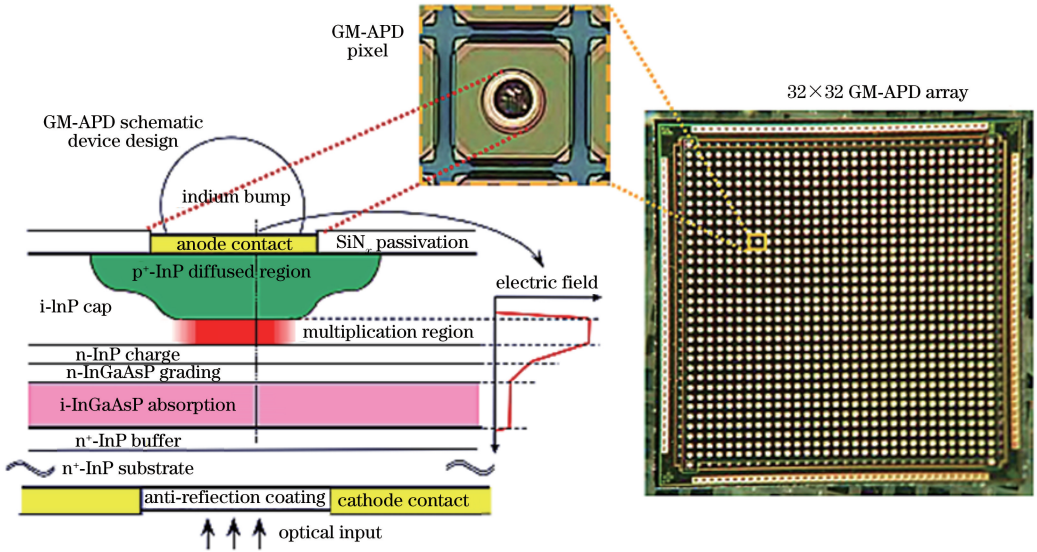 GM-APD
pixel
32×32 GM-APD array
GM-APD schematic
device design
indium bump
anode contact
SiNx passivation
p⁺-InP diffused region
electric field
i-lnP cap
multiplication region
n-InP charge
n-InGaAsP grading
i-InGaAsP absorption
n⁺-InP buffer
n⁺-InP substrate
anti-reflection coating
cathode contact
optical input